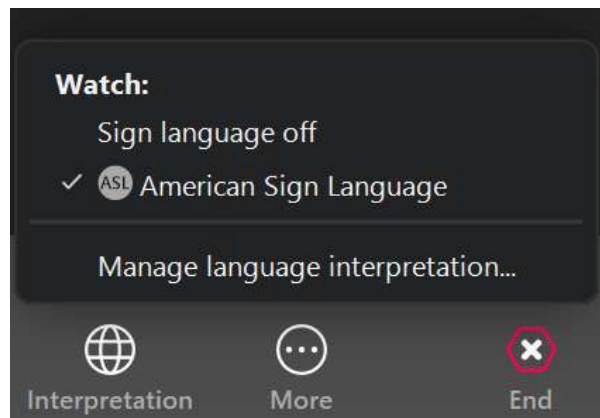 Watch:
Sign language off
ASL American Sign Language
Manage language interpretation...
Interpretation More End